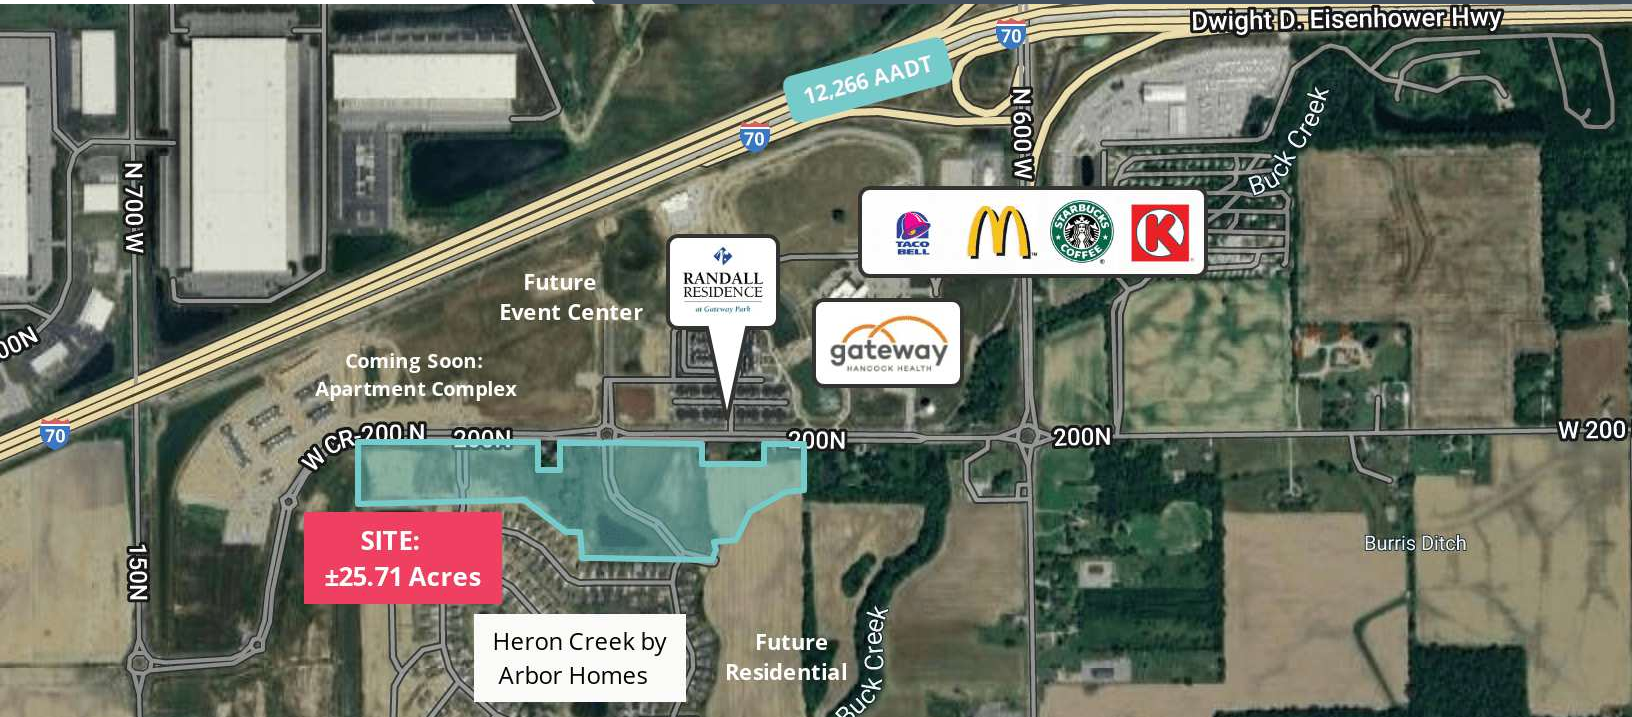 Dwight D. Eisenhower Hwy
70
12,266 AADT
70
N 600 W
Buck Creek
N 700 W
TACO
BELL
STARBUCKS
COFFEE
K
RANDALL
RESIDENCE
at Gateway Park
Future
Event Center
gateway
HANCOCK HEALTH
00N
Coming Soon:
Apartment Complex
70
W CR-200 N
200N
200N
200N
W 200
SITE:
±25.71 Acres
150N
Burris Ditch
Heron Creek by
Arbor Homes
Future
Residential
Buck Creek